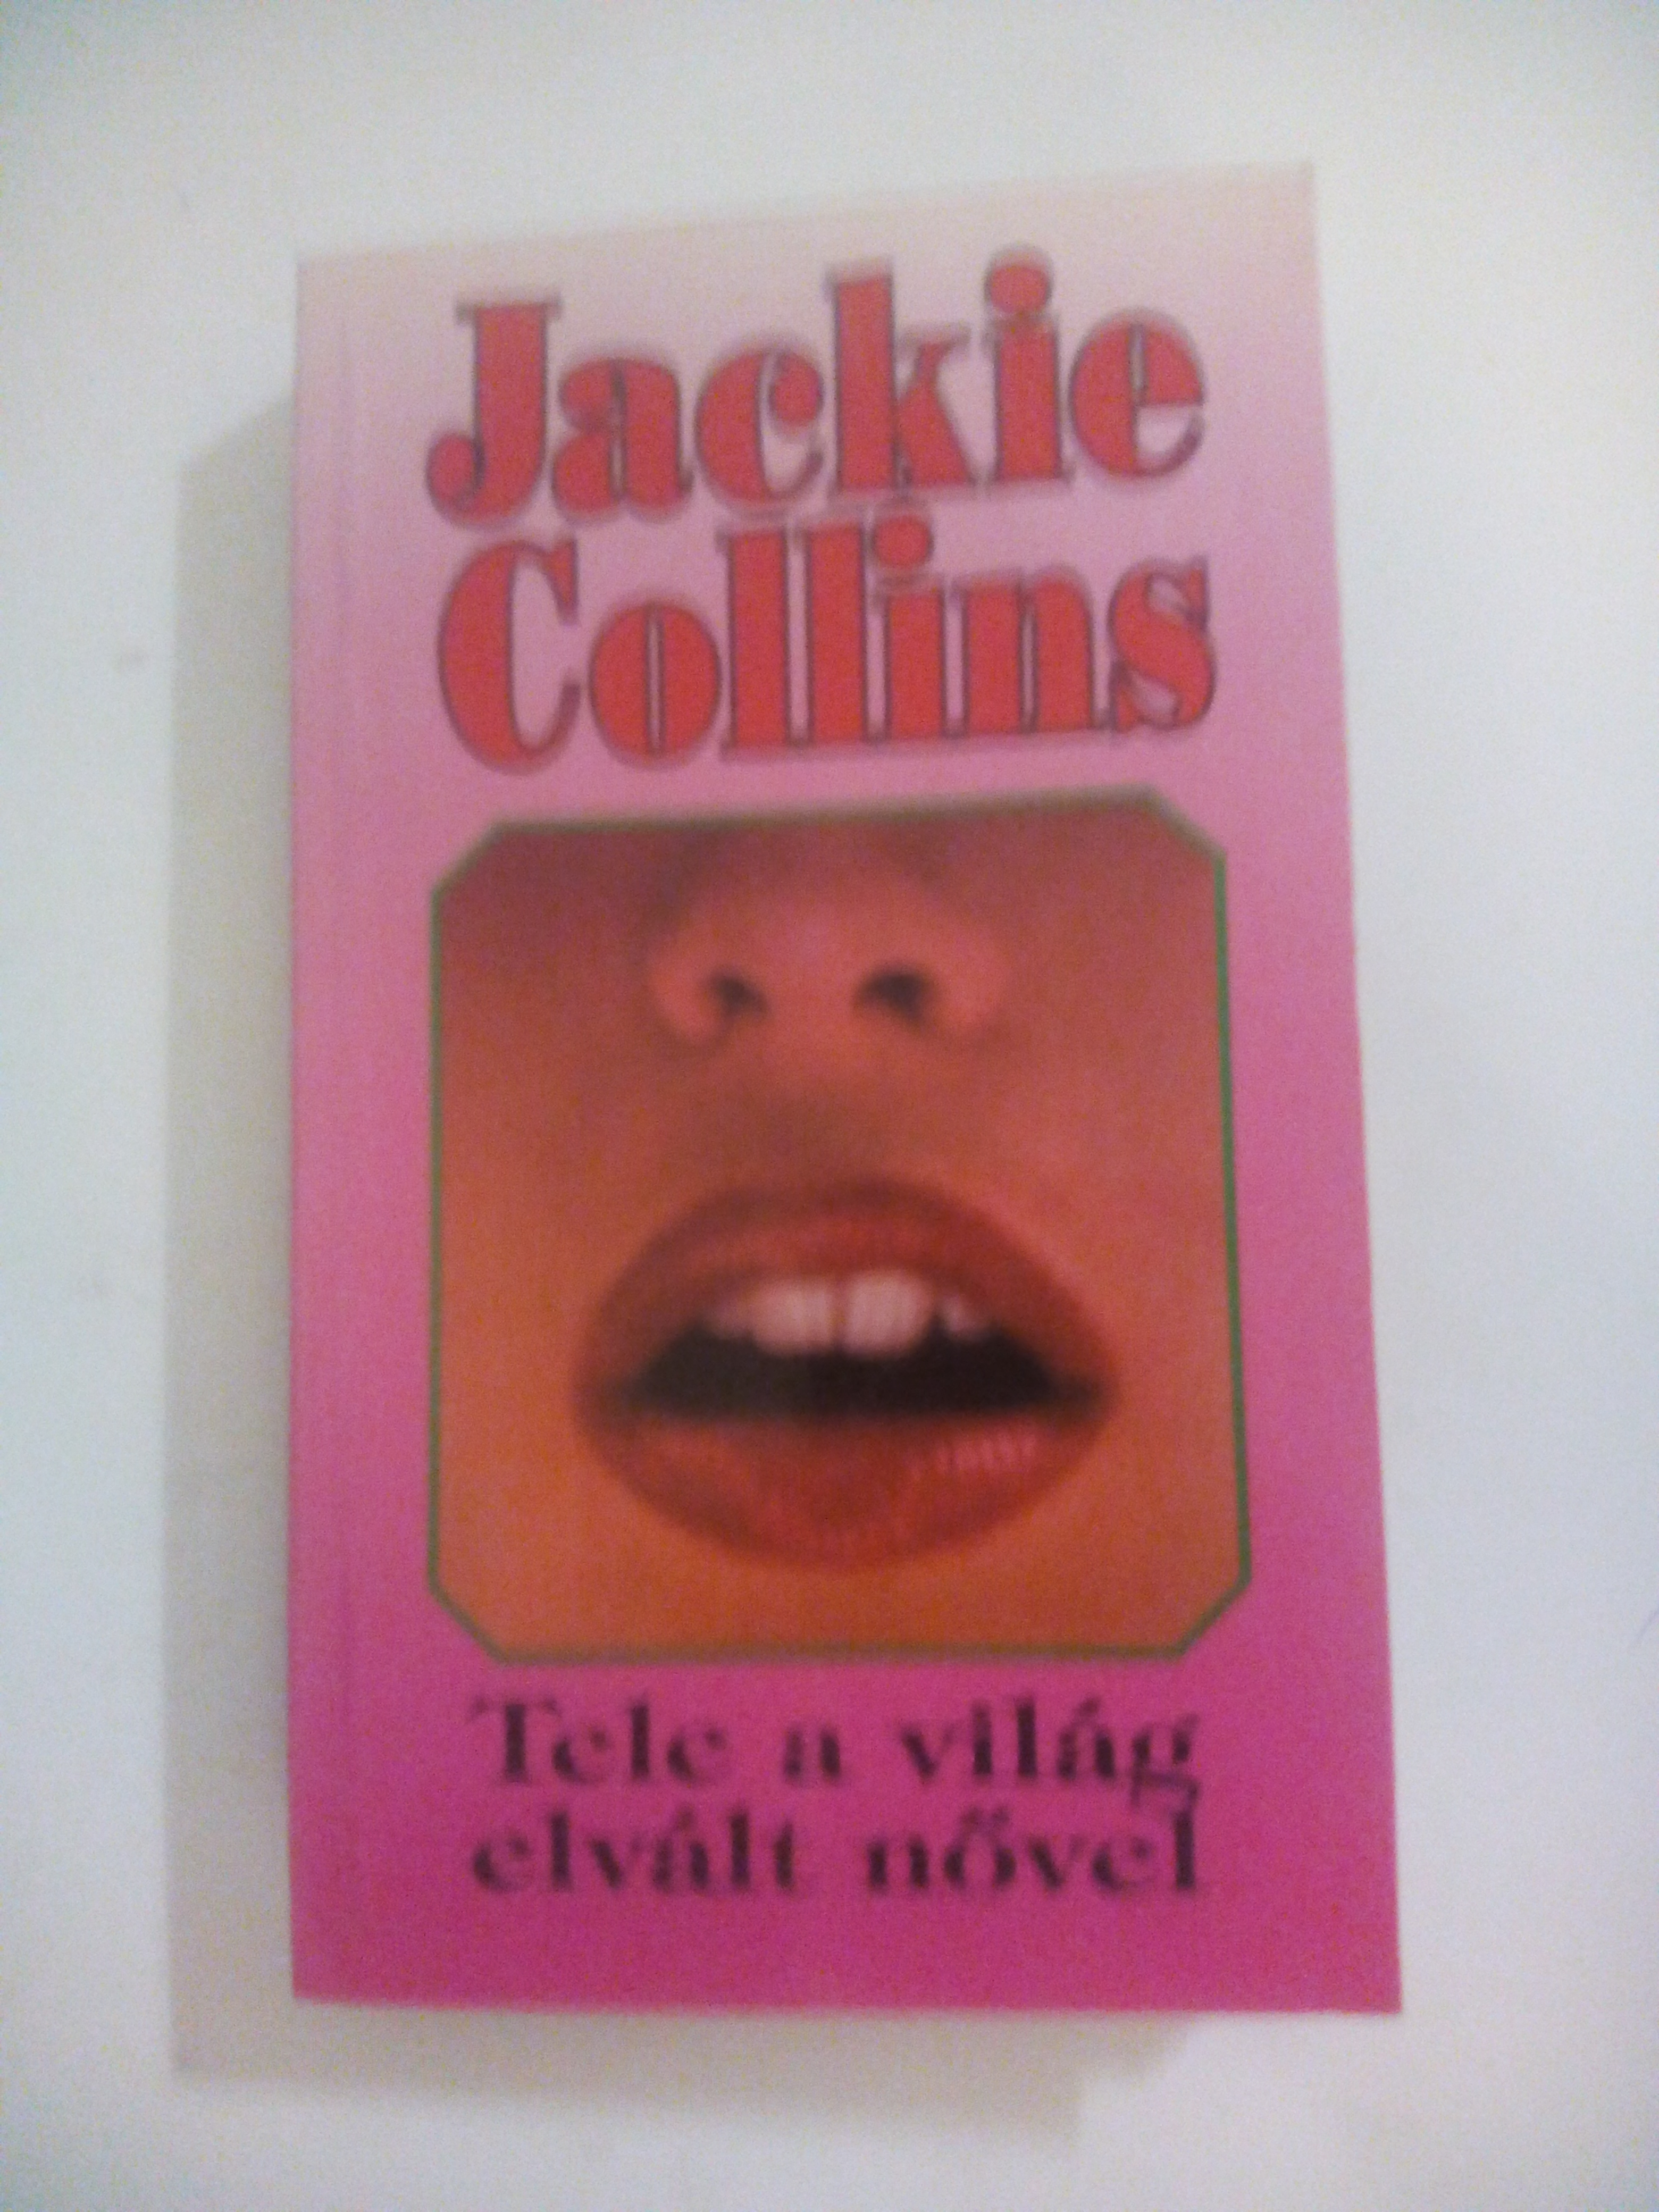 Jackie
Collins
Tele a világ
elvált nővel